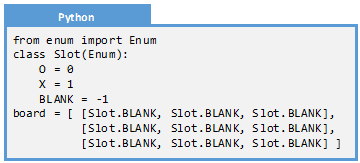 Python
from enum import Enum
class Slot(Enum):
    O = 0
    X = 1
    BLANK = -1
board = [ [Slot.BLANK, Slot.BLANK, Slot.BLANK],
          [Slot.BLANK, Slot.BLANK, Slot.BLANK],
          [Slot.BLANK, Slot.BLANK, Slot.BLANK] ]